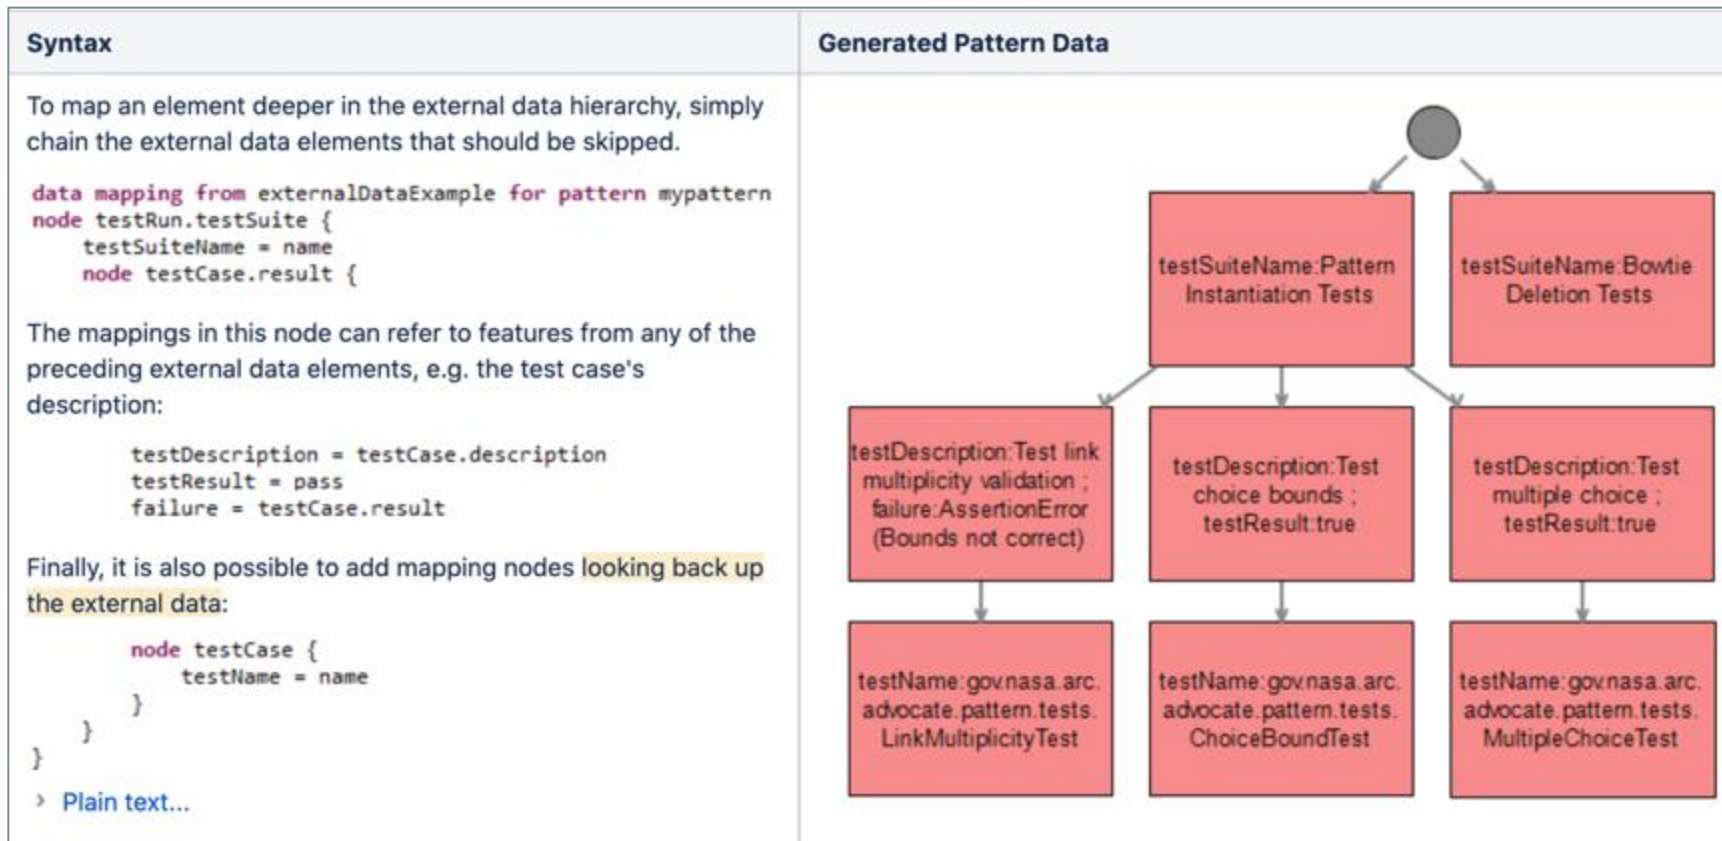 Syntax
To map an element deeper in the external data hierarchy, simply
chain the external data elements that should be skipped.
data mapping from externalDataExample for pattern mypattern
node testRun.testSuite {
testSuiteName = name
node testCase.result {
The mappings in this node can refer to features from any of the
preceding external data elements, e.g. the test case's
description:
testDescription = testCase.description
testResult = pass
failure = testCase.result
Finally, it is also possible to add mapping nodes looking back up
the external data:
node testCase {
testName = name
}
}
}
> Plain text...
Generated Pattern Data
testSuiteName:Pattern
Instantiation Tests
testSuiteName:Bowtie
Deletion Tests
testDescription:Test link
multiplicity validation ;
failure:AssertionError
(Bounds not correct)
testDescription:Test
choice bounds ;
testResult:true
testDescription:Test
multiple choice ;
testResult:true
testName:gov.nasa.arc.
advocate.pattern.tests.
LinkMultiplicityTest
testName:gov.nasa.arc.
advocate.pattern.tests.
ChoiceBoundTest
testName:gov.nasa.arc.
advocate.pattern.tests.
MultipleChoiceTest